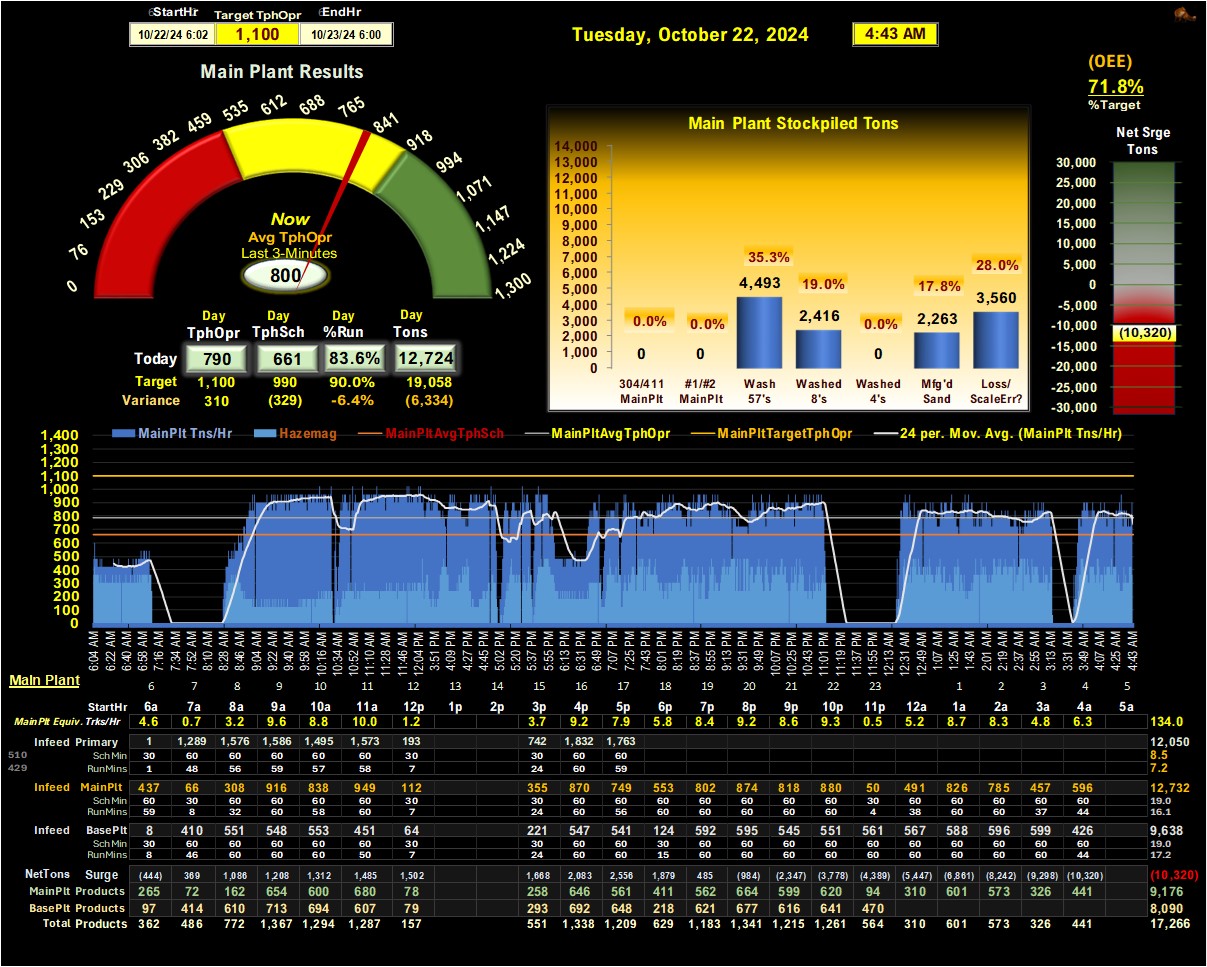 StartHr Target TphOpr EndHr
10/22/24 6:02 1,100 10/23/24 6:00
Tuesday, October 22, 2024 4:43 AM
(OEE)
71.8%
%Target
Main Plant Results
0 76 153 229 306 382 459 535 612 688 765 841 918 994 1,071 1,147 1,224 1,300
Now
Avg TphOpr
Last 3-Minutes
800
Day Day Day Day
TphOpr TphSch %Run Tons
Today 790 661 83.6% 12,724
Target 1,100 990 90.0% 19,058
Variance 310 (329) -6.4% (6,334)
Main Plant Stockpiled Tons
14,000
13,000
12,000
11,000
10,000
9,000
8,000
7,000
6,000
5,000
4,000
3,000
2,000
1,000
0
0.0% 0.0% 35.3% 19.0% 0.0% 17.8% 28.0%
0 0 4,493 2,416 0 2,263 3,560
304/411 #1/#2 Wash Washed Washed Mfg'd Loss/
MainPlt MainPlt 57's 8's 4's Sand ScaleErr?
Net Srge
Tons
30,000
25,000
20,000
15,000
10,000
5,000
0
-5,000
-10,000
-15,000
-20,000
-25,000
-30,000
(10,320)
MainPlt Tns/Hr Hazemag MainPltAvgTphSch MainPltAvgTphOpr MainPltTargetTphOpr 24 per. Mov. Avg. (MainPlt Tns/Hr)
1,400
1,300
1,200
1,100
1,000
900
800
700
600
500
400
300
200
100
0
6:04 AM 6:22 AM 6:40 AM 6:58 AM 7:16 AM 7:34 AM 7:52 AM 8:10 AM 8:28 AM 8:46 AM 9:04 AM 9:22 AM 9:40 AM 9:58 AM 10:16 AM 10:34 AM 10:52 AM 11:10 AM 11:28 AM 11:46 AM 12:04 PM 3:51 PM 4:09 PM 4:27 PM 4:45 PM 5:02 PM 5:20 PM 5:37 PM 5:55 PM 6:13 PM 6:31 PM 6:49 PM 7:07 PM 7:25 PM 7:43 PM 8:01 PM 8:19 PM 8:37 PM 8:55 PM 9:13 PM 9:31 PM 9:49 PM 10:07 PM 10:25 PM 10:43 PM 11:01 PM 11:19 PM 11:37 PM 11:55 PM 12:13 AM 12:31 AM 12:49 AM 1:07 AM 1:25 AM 1:43 AM 2:01 AM 2:19 AM 2:37 AM 2:55 AM 3:13 AM 3:31 AM 3:49 AM 4:07 AM 4:25 AM 4:43 AM
Main Plant
6 7 8 9 10 11 12 13 14 15 16 17 18 19 20 21 22 23 1 2 3 4 5
StartHr 6a 7a 8a 9a 10a 11a 12p 1p 2p 3p 4p 5p 6p 7p 8p 9p 10p 11p 12a 1a 2a 3a 4a 5a
MainPlt Equiv. Trks/Hr 4.6 0.7 3.2 9.6 8.8 10.0 1.2 3.7 9.2 7.9 5.8 8.4 9.2 8.6 9.3 0.5 5.2 8.7 8.3 4.8 6.3 134.0
Infeed Primary 1 1,289 1,576 1,586 1,495 1,573 193 742 1,832 1,763 12,050
510 SchMin 30 60 60 60 60 60 30 30 60 60 8.5
429 RunMins 1 48 56 59 57 58 7 24 60 59 7.2
Infeed MainPlt 437 66 308 916 838 949 112 355 870 749 553 802 874 818 880 50 491 826 785 457 596 12,732
SchMin 60 30 60 60 60 60 30 30 60 60 60 60 60 60 60 30 60 60 60 60 60 19.0
RunMins 59 8 32 60 58 60 7 24 60 56 60 60 60 60 60 4 38 60 60 37 44 16.1
Infeed BasePlt 8 410 551 548 553 451 64 221 547 541 124 592 595 545 551 561 567 588 596 599 426 9,638
SchMin 30 60 60 60 60 60 30 30 60 60 30 60 60 60 60 60 60 60 60 60 60 19.0
RunMins 8 46 60 60 60 50 7 24 60 60 15 60 60 60 60 60 60 60 60 60 44 17.2
NetTons Surge (444) 369 1,086 1,208 1,312 1,485 1,502 1,668 2,083 2,556 1,879 485 (984) (2,347) (3,778) (4,389) (5,447) (6,861) (8,242) (9,298) (10,320) (10,320)
MainPlt Products 265 72 162 654 600 680 78 258 646 561 411 562 664 599 620 94 310 601 573 326 441 9,176
BasePlt Products 97 414 610 713 694 607 79 293 692 648 218 621 677 616 641 470 8,090
Total Products 362 486 772 1,367 1,294 1,287 157 551 1,338 1,209 629 1,183 1,341 1,215 1,261 564 310 601 573 326 441 17,266